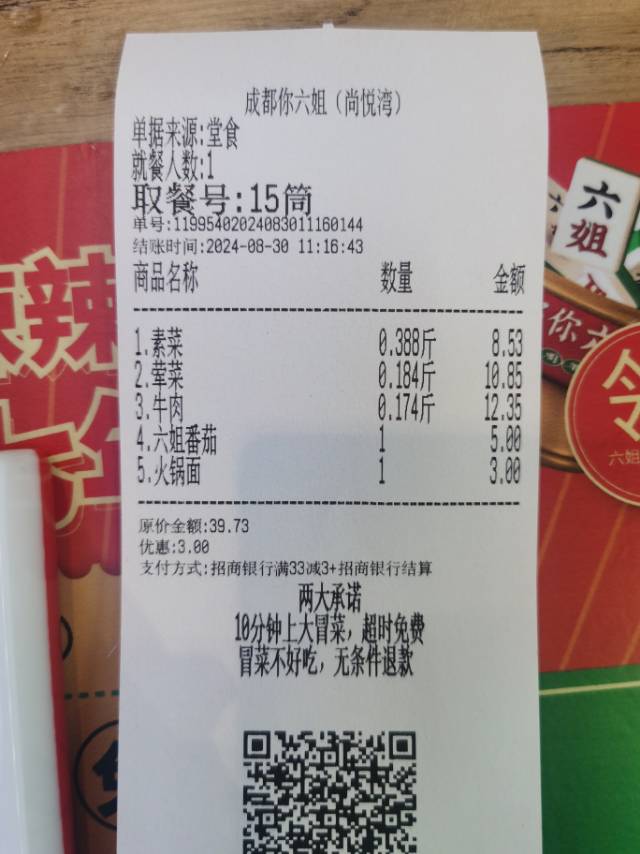 成都你六姐（尚悦湾）
单据来源:堂食
就餐人数:1
取餐号:15筒
单号:11995402024083011160144
结账时间:2024-08-30 11:16:43
商品名称 数量 金额
1.素菜 0.388斤 8.53
2.荤菜 0.184斤 10.85
3.牛肉 0.174斤 12.35
4.六姐番茄 1 5.00
5.火锅面 1 3.00
原价金额:39.73
优惠:3.00
支付方式:招商银行满33减3+招商银行结算
两大承诺
10分钟上大冒菜，超时免费
冒菜不好吃，无条件退款
六姐
你六
辣
六姐